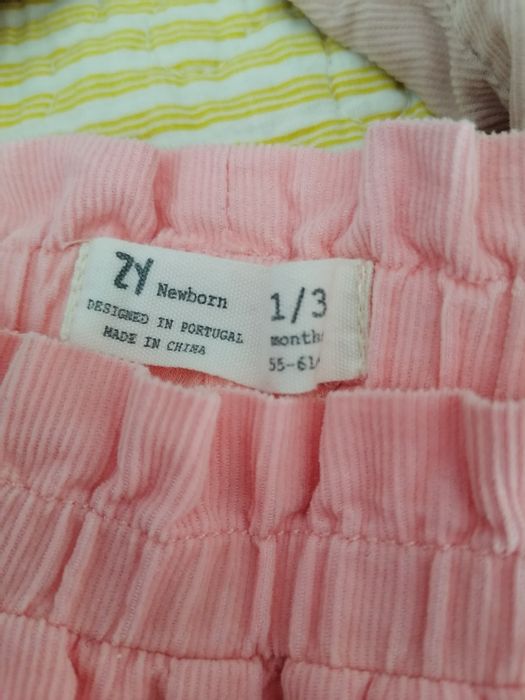 ZY Newborn
DESIGNED IN PORTUGAL
MADE IN CHINA
1/3
month
55-61